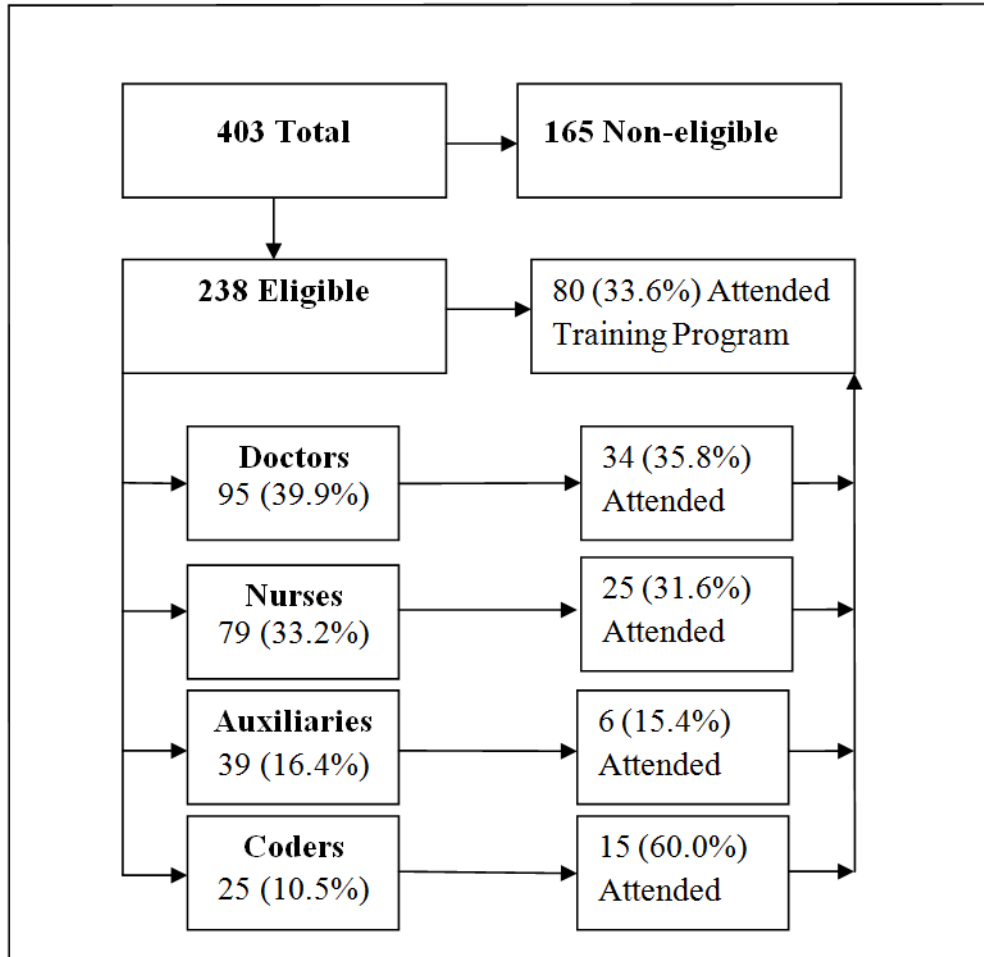 403 Total
165 Non-eligible
238 Eligible
80 (33.6%) Attended
Training Program
Doctors
95 (39.9%)
34 (35.8%)
Attended
Nurses
79 (33.2%)
25 (31.6%)
Attended
Auxiliaries
39 (16.4%)
6 (15.4%)
Attended
Coders
25 (10.5%)
15 (60.0%)
Attended